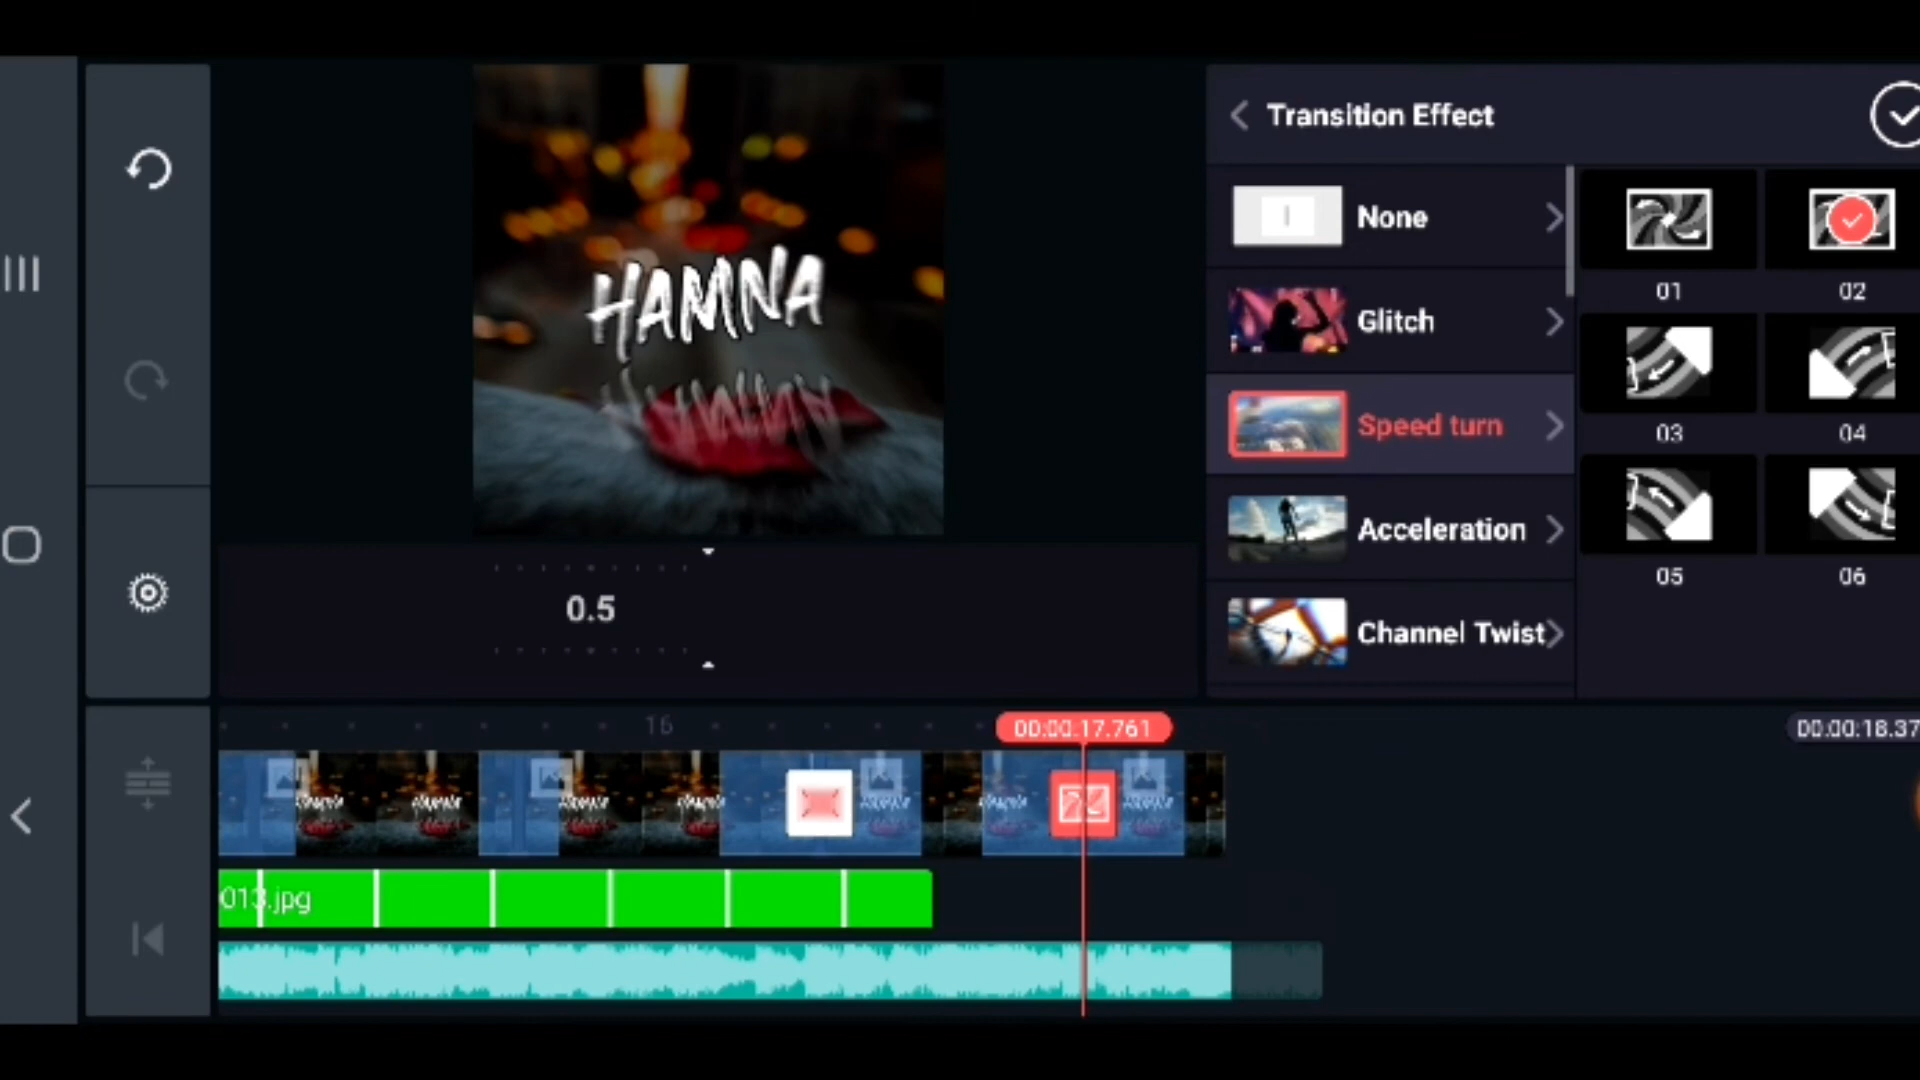 Transition Effect
None
Glitch
Speed turn
Acceleration
Channel Twist
01
02
03
04
05
06
HAMNA
HAMNA
0.5
16
00:00:17.761
00:00:18.37
013.jpg